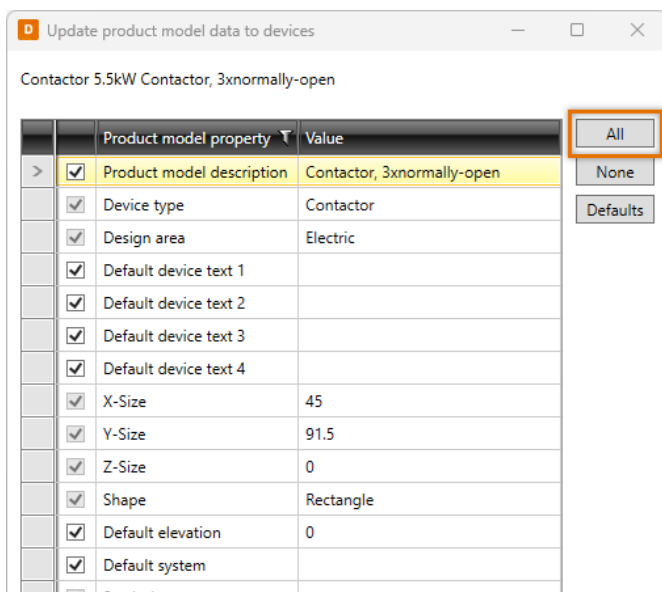 D Update product model data to devices
Contactor 5.5kW Contactor, 3xnormally-open
Product model property Value
All
Product model description Contactor, 3xnormally-open
None
Device type Contactor
Defaults
Design area Electric
Default device text 1
Default device text 2
Default device text 3
Default device text 4
X-Size 45
Y-Size 91.5
Z-Size 0
Shape Rectangle
Default elevation 0
Default system